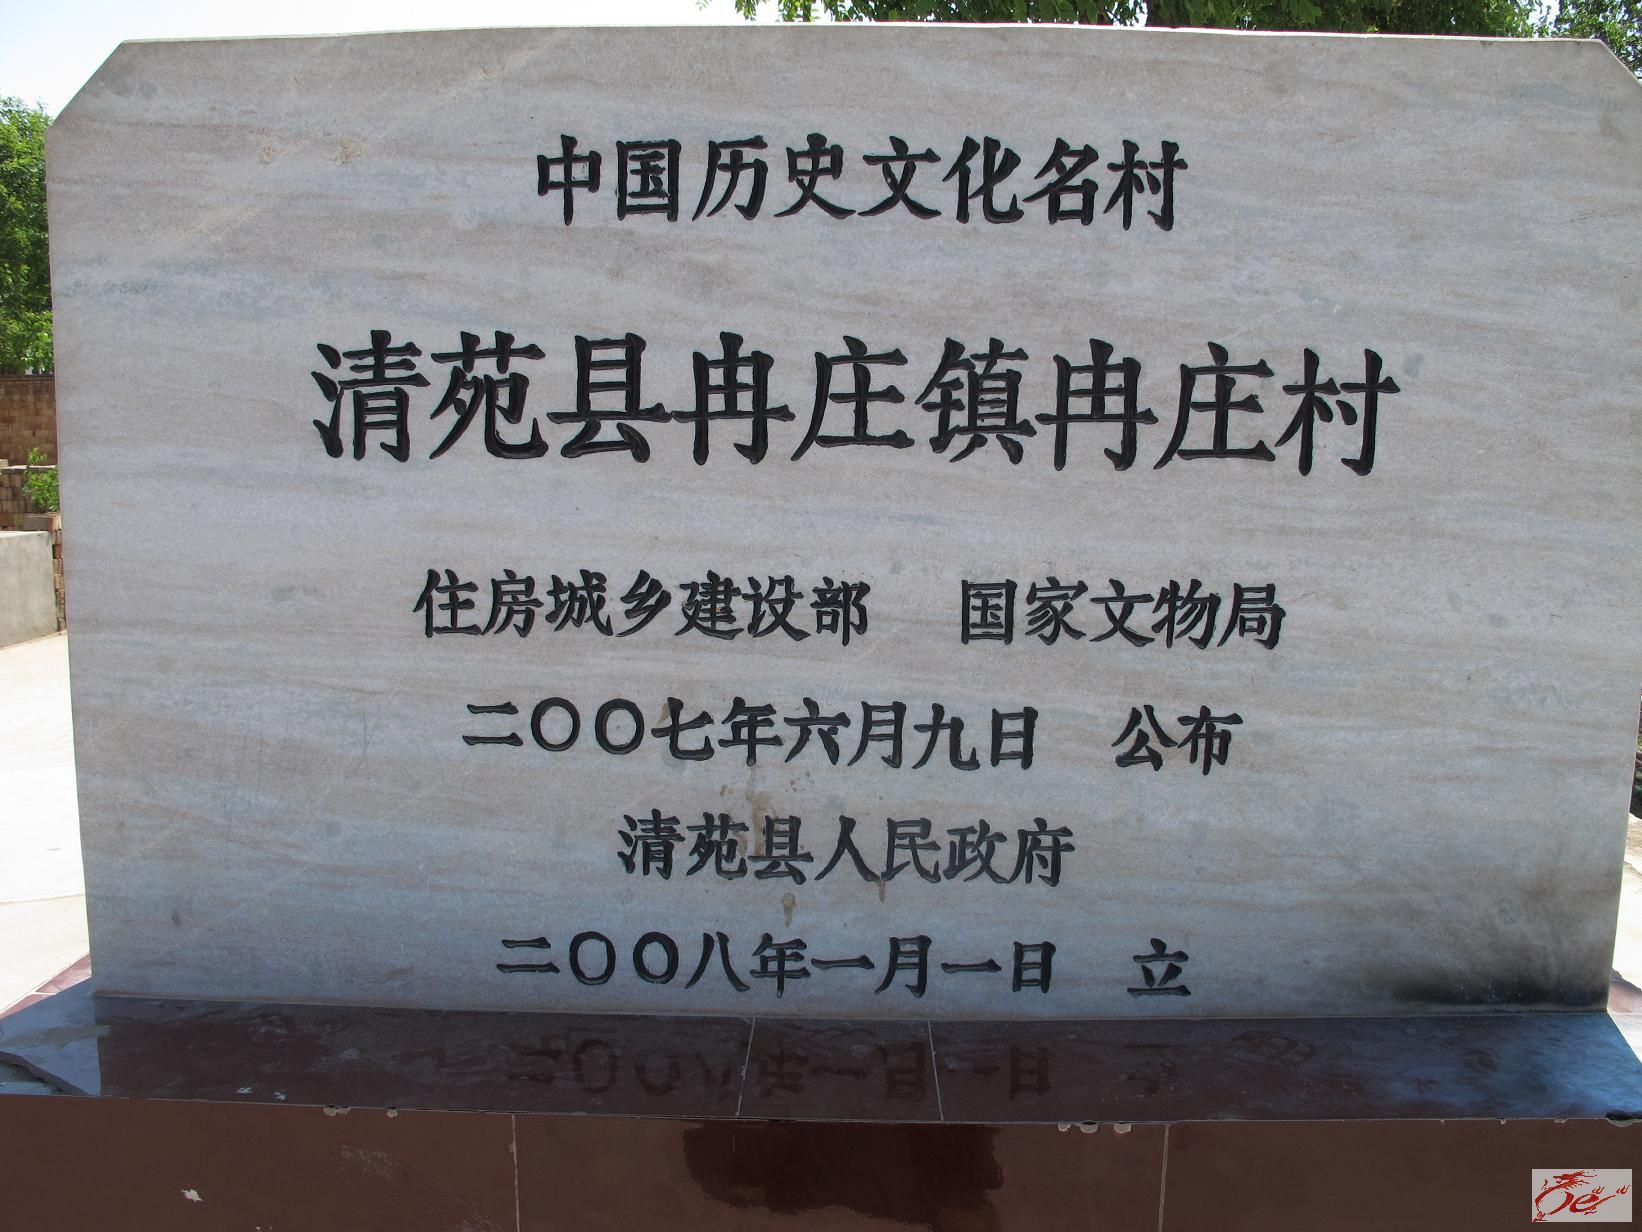 中国历史文化名村
清苑县冉庄镇冉庄村
住房城乡建设部 国家文物局
二〇〇七年六月九日 公布
清苑县人民政府
二〇〇八年一月一日 立